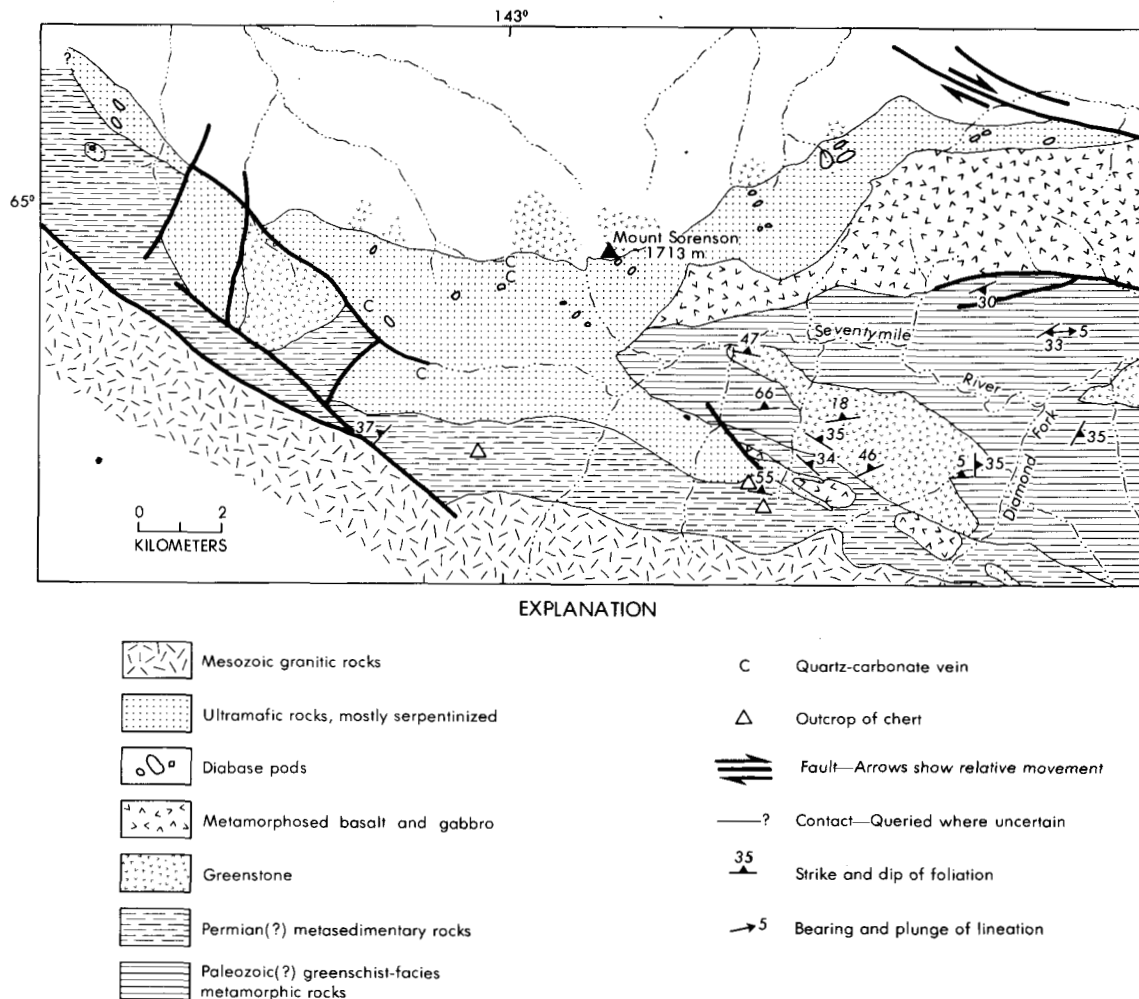 143°
?
65°
Mount Sorenson
1713 m
30
5
33
Seventymile
River
47
66
18
35
34
46
5
35
35
Diamond Fork
37
55
C
C
C
C
0 2
KILOMETERS
EXPLANATION
Mesozoic granitic rocks
Ultramafic rocks, mostly serpentinized
Diabase pods
Metamorphosed basalt and gabbro
Greenstone
Permian(?) metasedimentary rocks
Paleozoic(?) greenschist-facies
metamorphic rocks
C Quartz-carbonate vein
Outcrop of chert
Fault—Arrows show relative movement
? Contact—Queried where uncertain
35
Strike and dip of foliation
5 Bearing and plunge of lineation